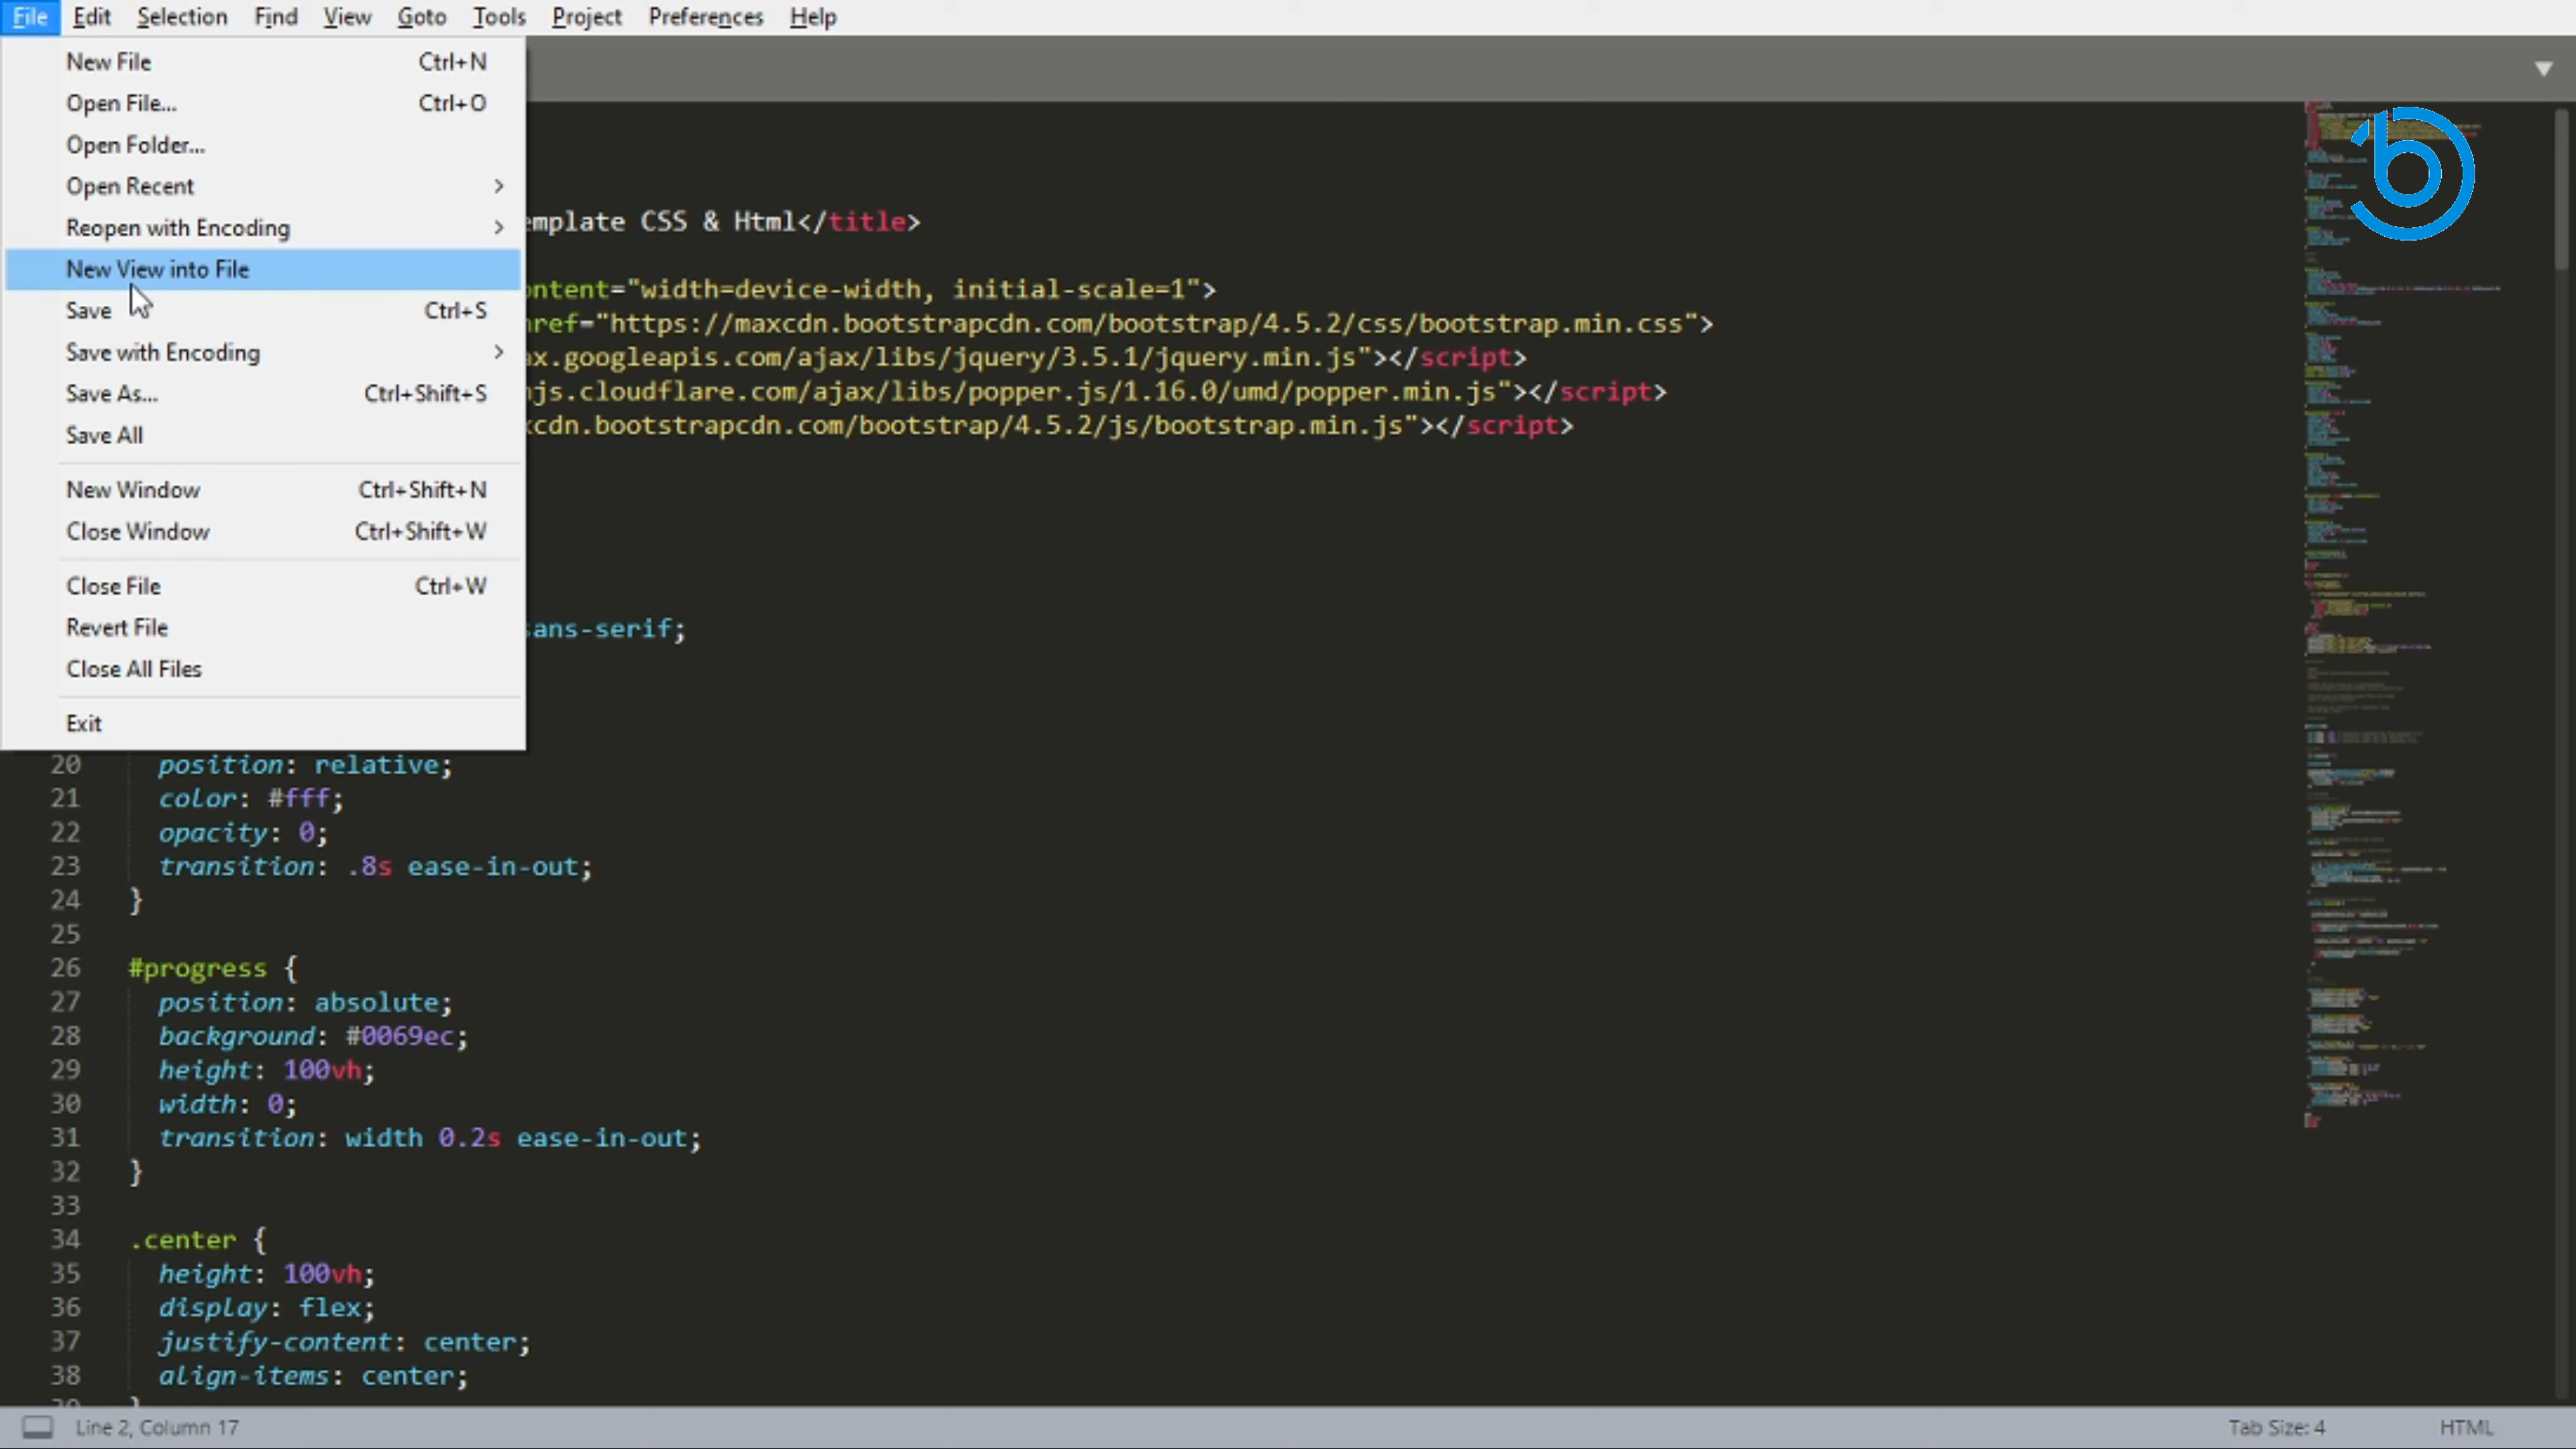 File Edit Selection Find View Goto Tools Project Preferences Help
New File Ctrl+N
Open File... Ctrl+O
Open Folder...
Open Recent
Reopen with Encoding
New View into File
Save Ctrl+S
Save with Encoding
Save As... Ctrl+Shift+S
Save All
New Window Ctrl+Shift+N
Close Window Ctrl+Shift+W
Close File Ctrl+W
Revert File
Close All Files
Exit
mplate CSS & Html</title>
ontent="width=device-width, initial-scale=1">
ref="https://maxcdn.bootstrapcdn.com/bootstrap/4.5.2/css/bootstrap.min.css">
ax.googleapis.com/ajax/libs/jquery/3.5.1/jquery.min.js"></script>
js.cloudflare.com/ajax/libs/popper.js/1.16.0/umd/popper.min.js"></script>
cdn.bootstrapcdn.com/bootstrap/4.5.2/js/bootstrap.min.js"></script>
sans-serif;
20 position: relative;
21 color: #fff;
22 opacity: 0;
23 transition: .8s ease-in-out;
24 }
25
26 #progress {
27 position: absolute;
28 background: #0069ec;
29 height: 100vh;
30 width: 0;
31 transition: width 0.2s ease-in-out;
32 }
33
34 .center {
35 height: 100vh;
36 display: flex;
37 justify-content: center;
38 align-items: center;
Line 2, Column 17 Tab Size: 4 HTML